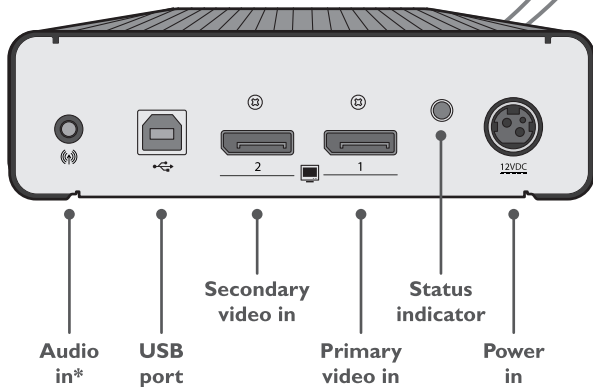 12VDC
2
1
Secondary
video in
Status
indicator
Audio
in*
USB
port
Primary
video in
Power
in